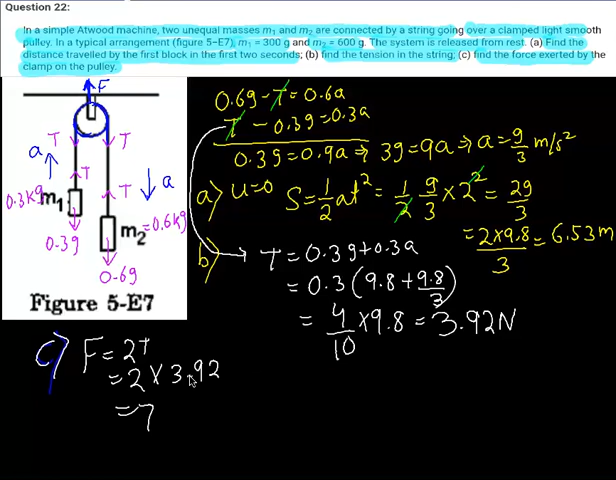 Question 22:
In a simple Atwood machine, two unequal masses m₁ and m₂ are connected by a string going over a clamped light smooth
pulley. In a typical arrangement (figure 5-E7), m₁ = 300 g and m₂ = 600 g. The system is released from rest. (a) Find the
distance travelled by the first block in the first two seconds; (b) find the tension in the string; (c) find the force exerted by the
clamp on the pulley.
F
T T
a T
0.3kg m₁
0.3g
T a
m₂ =0.6kg
0.6g
Figure 5-E7
0.6g - T = 0.6a
T - 0.3g = 0.3a
0.3g = 0.9a ⇒ 3g = 9a ⇒ a = g/3 m/s²
a) u=0 S = 1/2 at² = 1/2 g/3 × 2² = 2g/3
= 2×9.8/3 = 6.53 m
b) T = 0.3g + 0.3a
= 0.3 (9.8 + 9.8/3)
= 4/10 × 9.8 = 3.92N
c) F = 2T
= 2 × 3.92
= 7